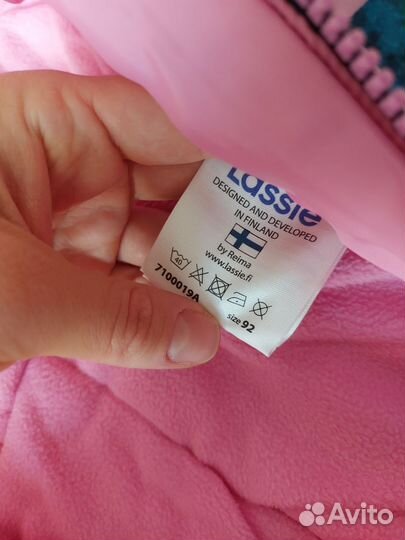 Lassie
DESIGNED AND DEVELOPED
IN FINLAND
by Reima
www.lassie.fi
40
7100019A
size 92
Avito